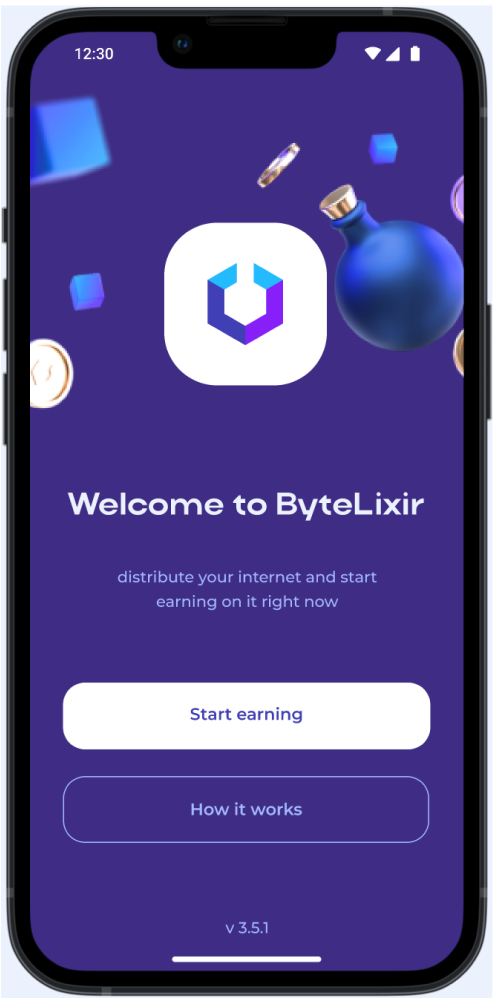 12:30
Welcome to ByteLixir
distribute your internet and start
earning on it right now
Start earning
How it works
v 3.5.1